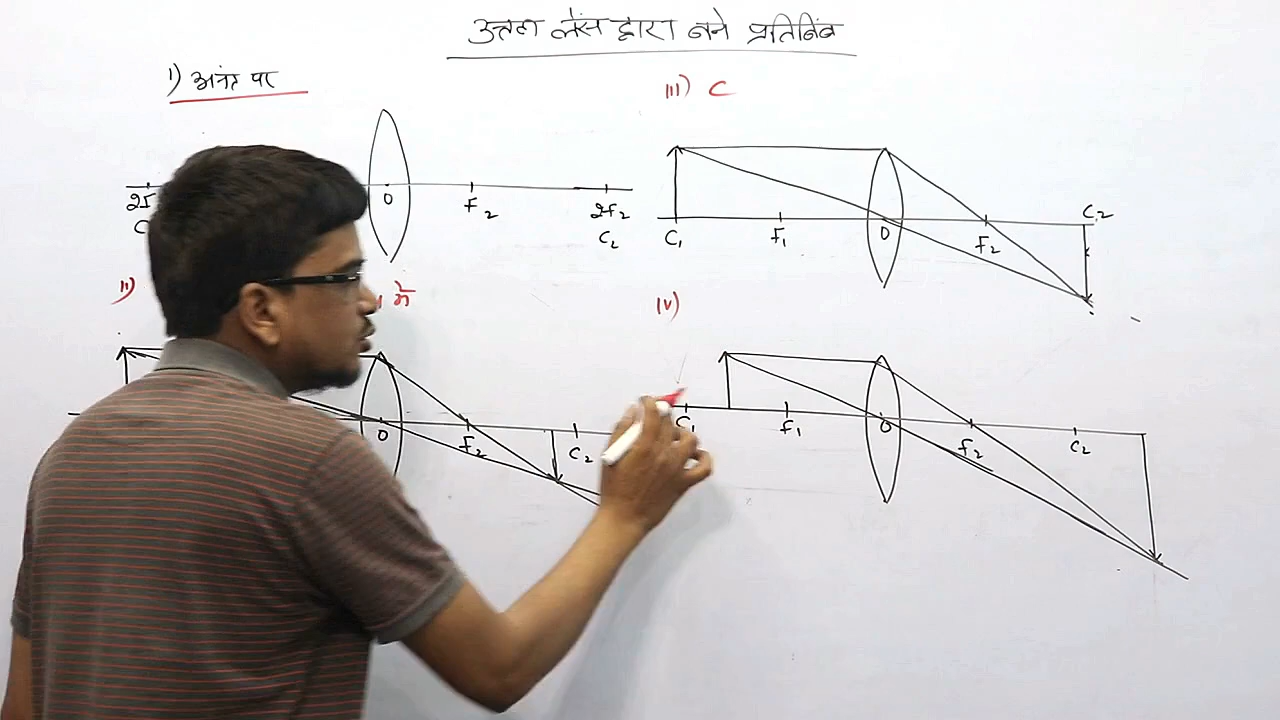 उत्तल लेंस द्वारा बने प्रतिबिंब
I) अनंत पर
O F₂ 2F₂
C₂
II) में
O F₂ C₂
III) C
C₁ F₁ O F₂ C₂
IV)
C₁ F₁ O F₂ C₂